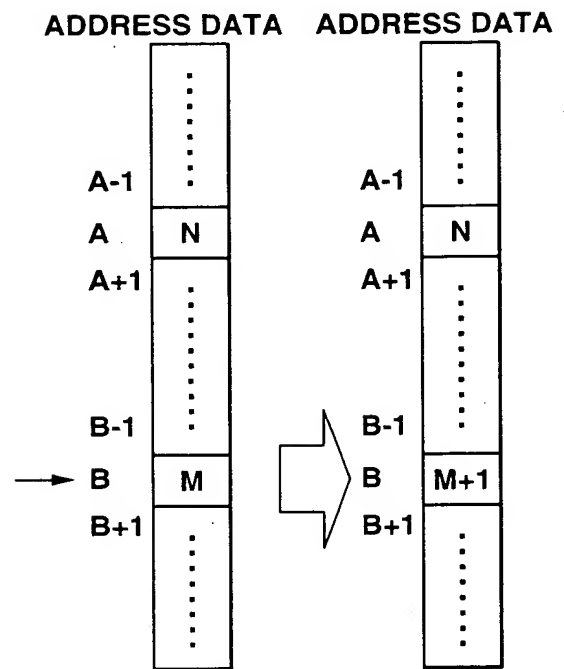 ADDRESS DATA ADDRESS DATA
A-1 A-1
A N A N
A+1 A+1
B-1 B-1
B M B M+1
B+1 B+1